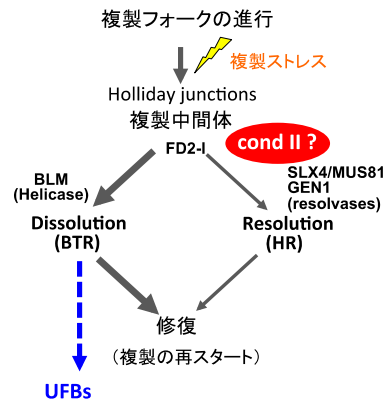 複製フォークの進行
複製ストレス
Holliday junctions
複製中間体
cond II ?
FD2-I
BLM
(Helicase)
SLX4/MUS81
GEN1
(resolvases)
Dissolution
(BTR)
Resolution
(HR)
修復
（複製の再スタート）
UFBs